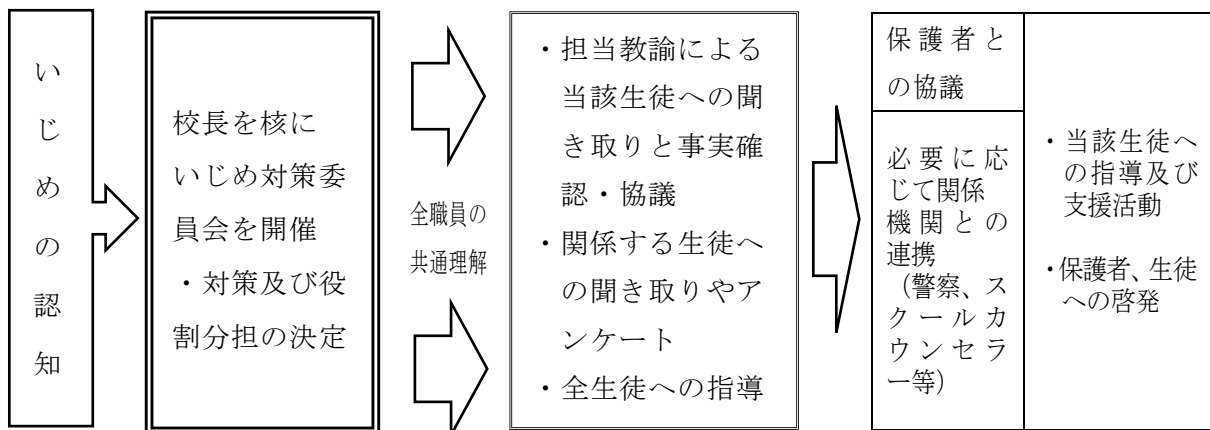 いじめの認知
校長を核に
いじめ対策委
員会を開催
・対策及び役
割分担の決定
全職員の
共通理解
・担当教諭による
当該生徒への聞
き取りと事実確
認・協議
・関係する生徒へ
の聞き取りやア
ンケート
・全生徒への指導
保護者と
の協議
必要に応
じて関係
機関との
連携
(警察、ス
クールカ
ウンセラ
ー等)
・当該生徒へ
の指導及び
支援活動
・保護者、生徒
への啓発